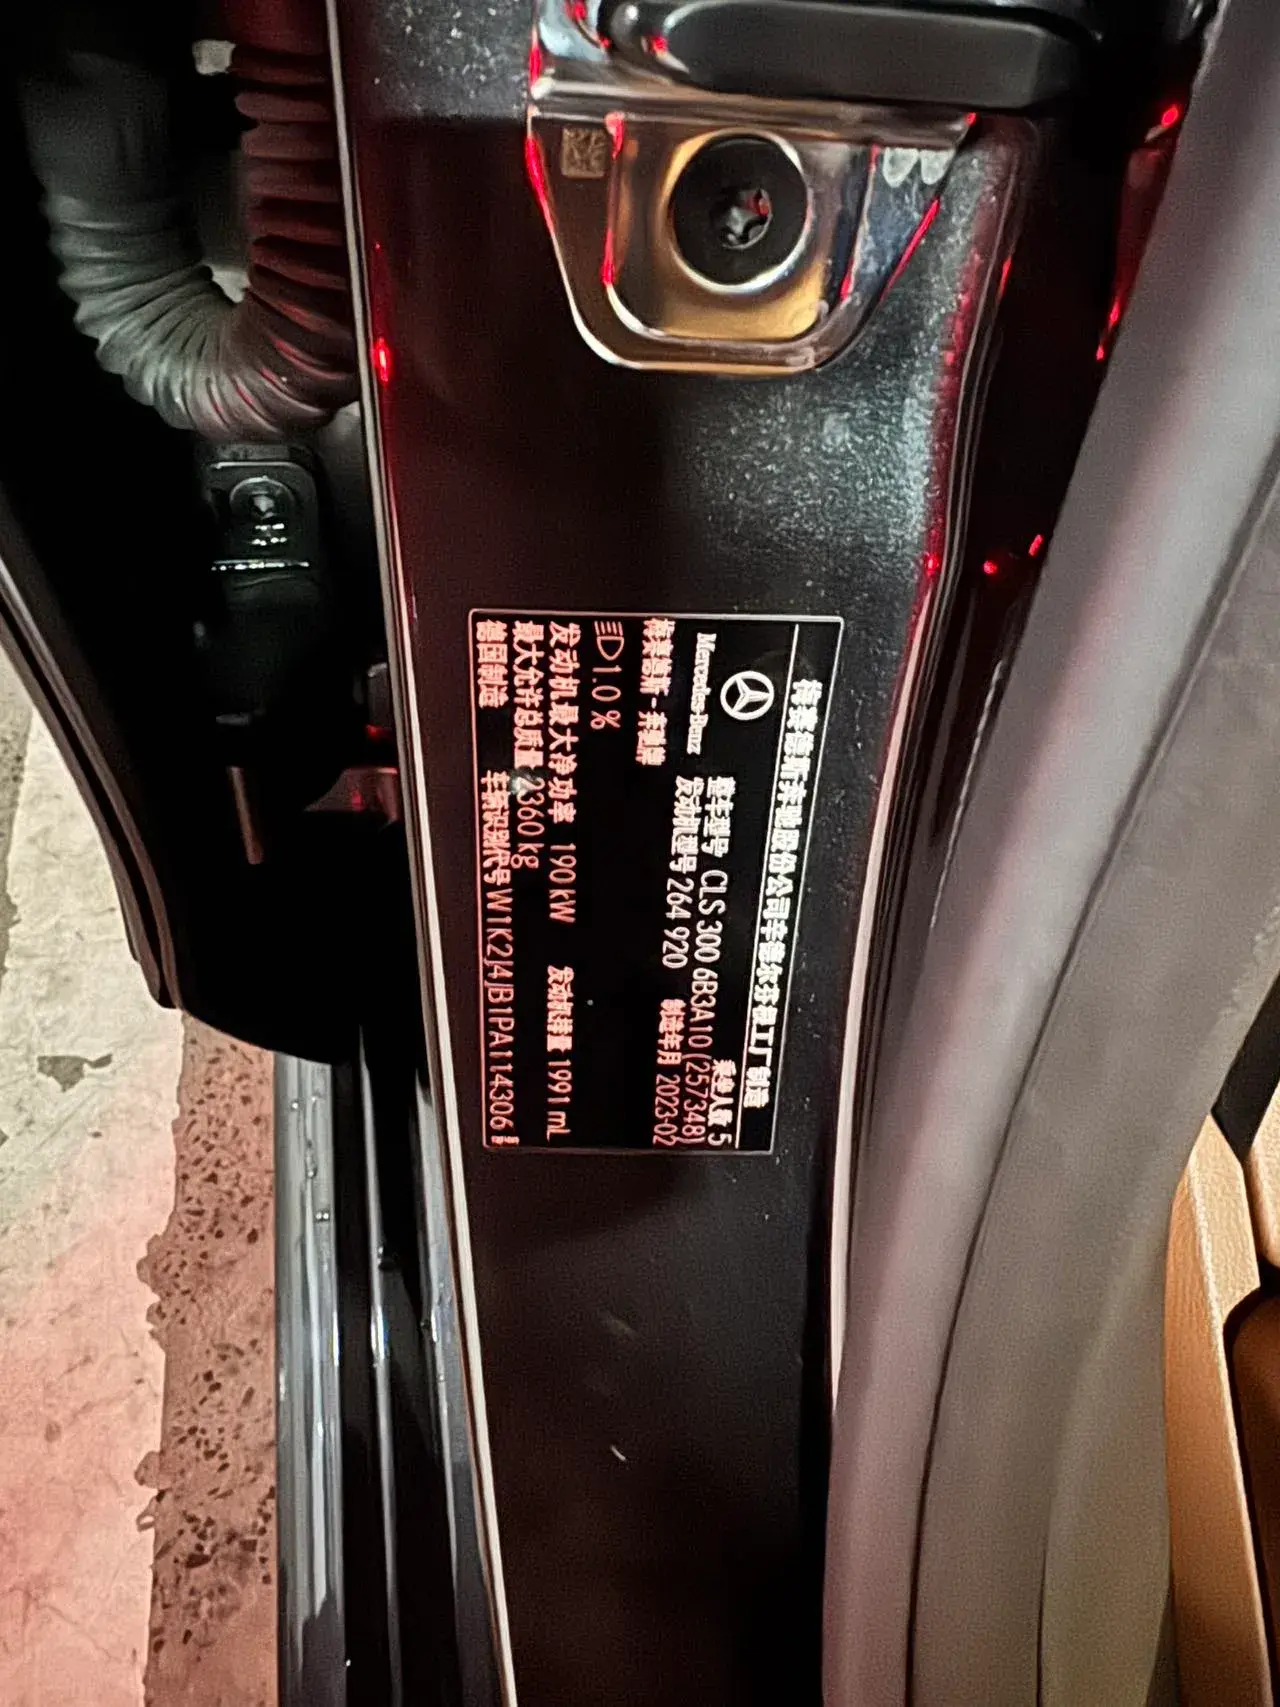 梅赛德斯奔驰股份公司辛德尔芬根工厂制造
乘坐人数 5
整车型号 CLS 300 6B3A10 (257348)
Mercedes-Benz
发动机型号 264 920 制造年月 2023-02
梅赛德斯-奔驰牌
1.0 %
发动机最大净功率 190 kW 发动机排量 1991 mL
最大允许总质量 2360 kg
德国制造 车辆识别代号 W1K2J4JB1PA114306